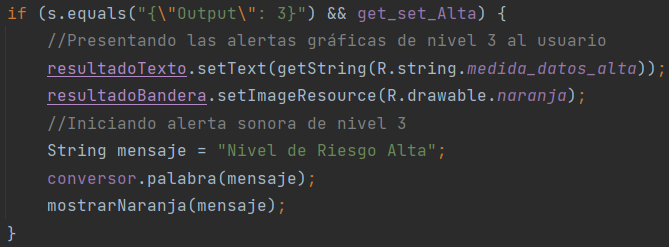 if (s.equals("{\"Output\": 3}") && get_set_Alta) {
    //Presentando las alertas gráficas de nivel 3 al usuario
    resultadoTexto.setText(getString(R.string.medida_datos_alta));
    resultadoBandera.setImageResource(R.drawable.naranja);
    //Iniciando alerta sonora de nivel 3
    String mensaje = "Nivel de Riesgo Alta";
    conversor.palabra(mensaje);
    mostrarNaranja(mensaje);
}